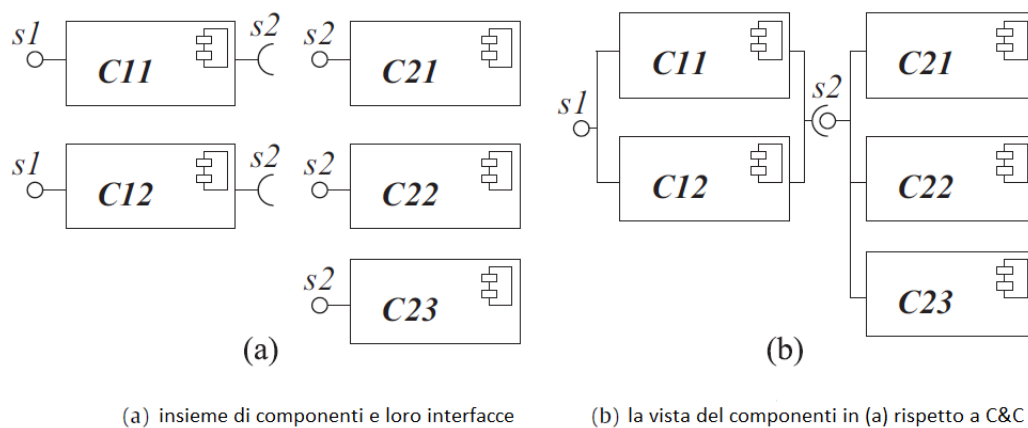 s1
C11
s2
s2
C21
s1
C12
s2
s2
C22
s2
C23
(a)
s1
C11
C12
s2
C21
C22
C23
(b)
(a) insieme di componenti e loro interfacce
(b) la vista del componenti in (a) rispetto a C&C